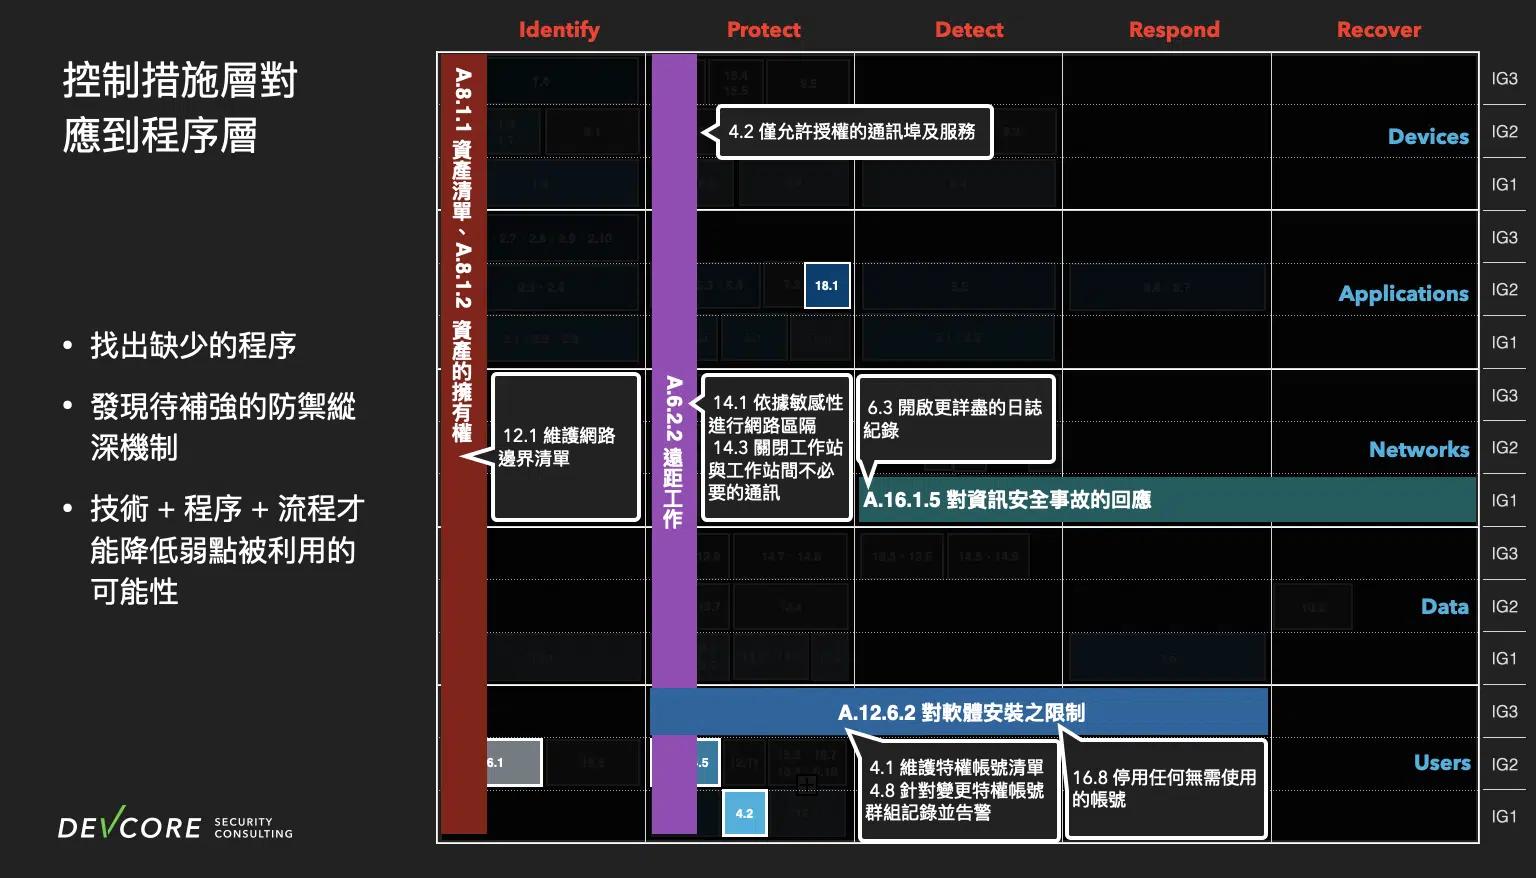 Identify
Protect
Detect
Respond
Recover
控制措施層對
應到程序層
• 找出缺少的程序
• 發現待補強的防禦縱
深機制
• 技術 + 程序 + 流程才
能降低弱點被利用的
可能性
DEVCORE SECURITY
CONSULTING
A.8.1.1 資產清單、A.8.1.2 資產的擁有權
A.6.2.2 遠距工作
4.2 僅允許授權的通訊埠及服務
18.1
12.1 維護網路
邊界清單
14.1 依據敏感性
進行網路區隔
14.3 關閉工作站
與工作站間不必
要的通訊
6.3 開啟更詳盡的日誌
紀錄
A.16.1.5 對資訊安全事故的回應
A.12.6.2 對軟體安裝之限制
6.1
.5
4.2
4.1 維護特權帳號清單
4.8 針對變更特權帳號
群組記錄並告警
16.8 停用任何無需使用
的帳號
Devices
Applications
Networks
Data
Users
IG3
IG2
IG1
IG3
IG2
IG1
IG3
IG2
IG1
IG3
IG2
IG1
IG3
IG2
IG1